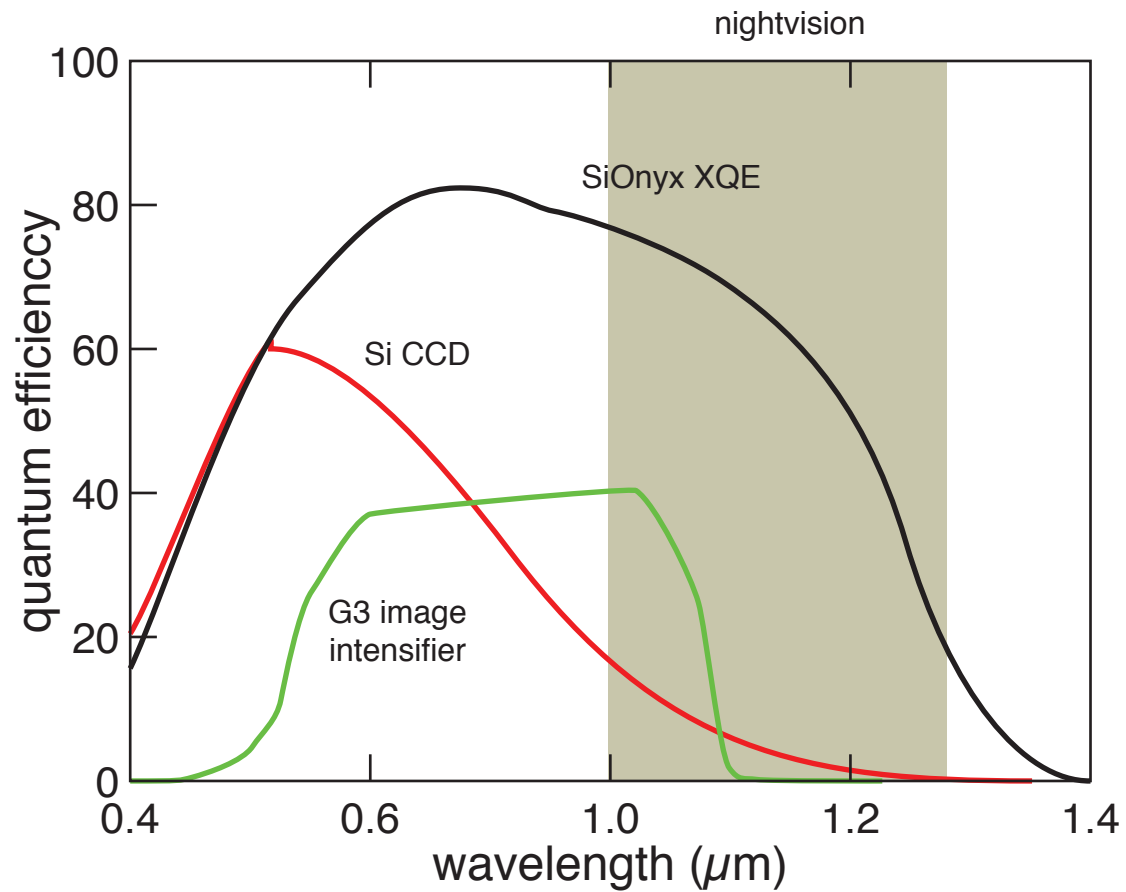 nightvision
100
80
60
40
20
0
quantum efficienccy
SiOnyx XQE
Si CCD
G3 image
intensifier
0.4
0.6
1.0
1.2
1.4
wavelength (µm)